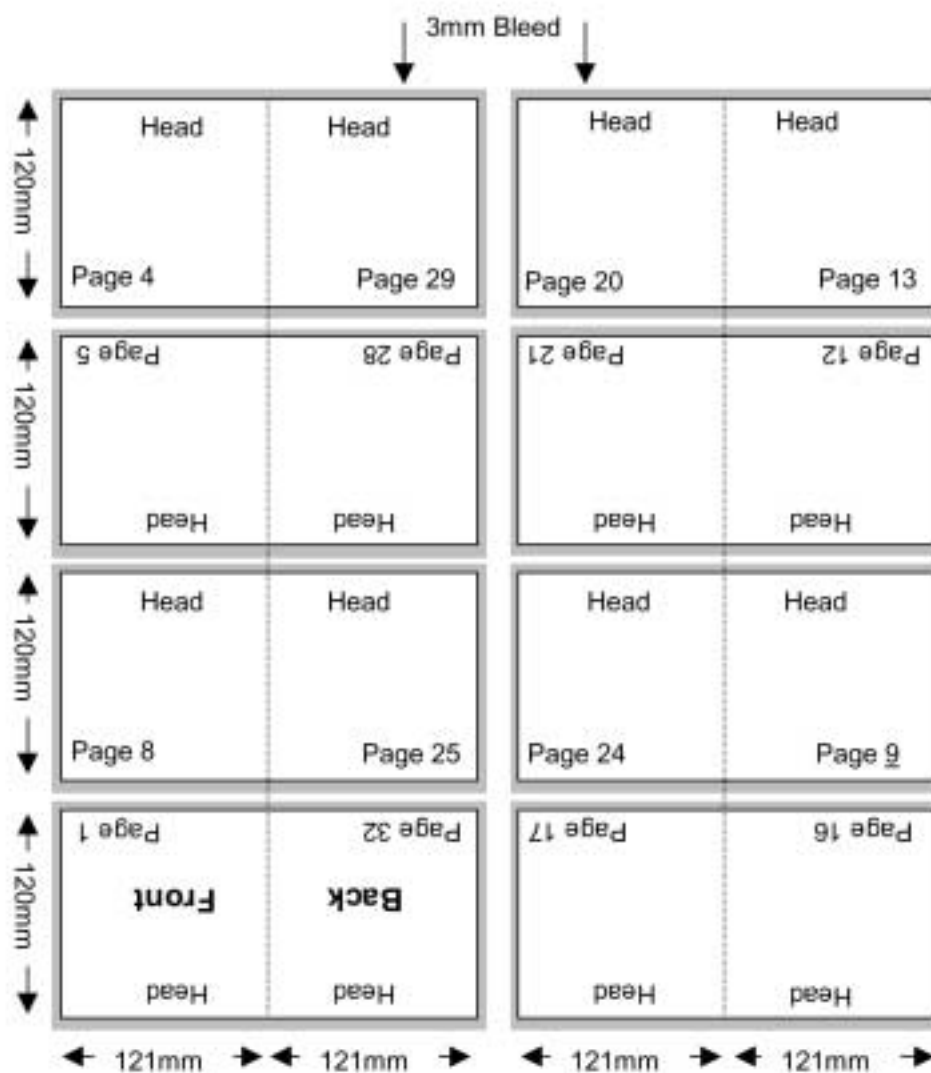 3mm Bleed
Head Head Head Head
120mm
Page 4 Page 29 Page 20 Page 13
Page 5 Page 28 Page 21 Page 12
120mm
Head Head Head Head
Head Head Head Head
120mm
Page 8 Page 25 Page 24 Page 9
Page 1 Page 32 Page 17 Page 16
120mm
Front Back
Head Head Head Head
121mm 121mm 121mm 121mm